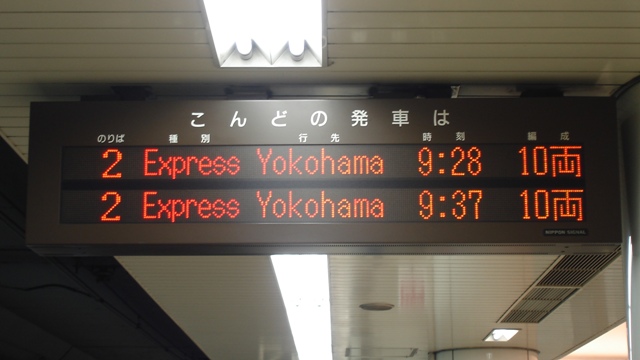 こんどの発車は
のりば 種別 行先 時刻 編成
2 Express Yokohama 9:28 10両
2 Express Yokohama 9:37 10両